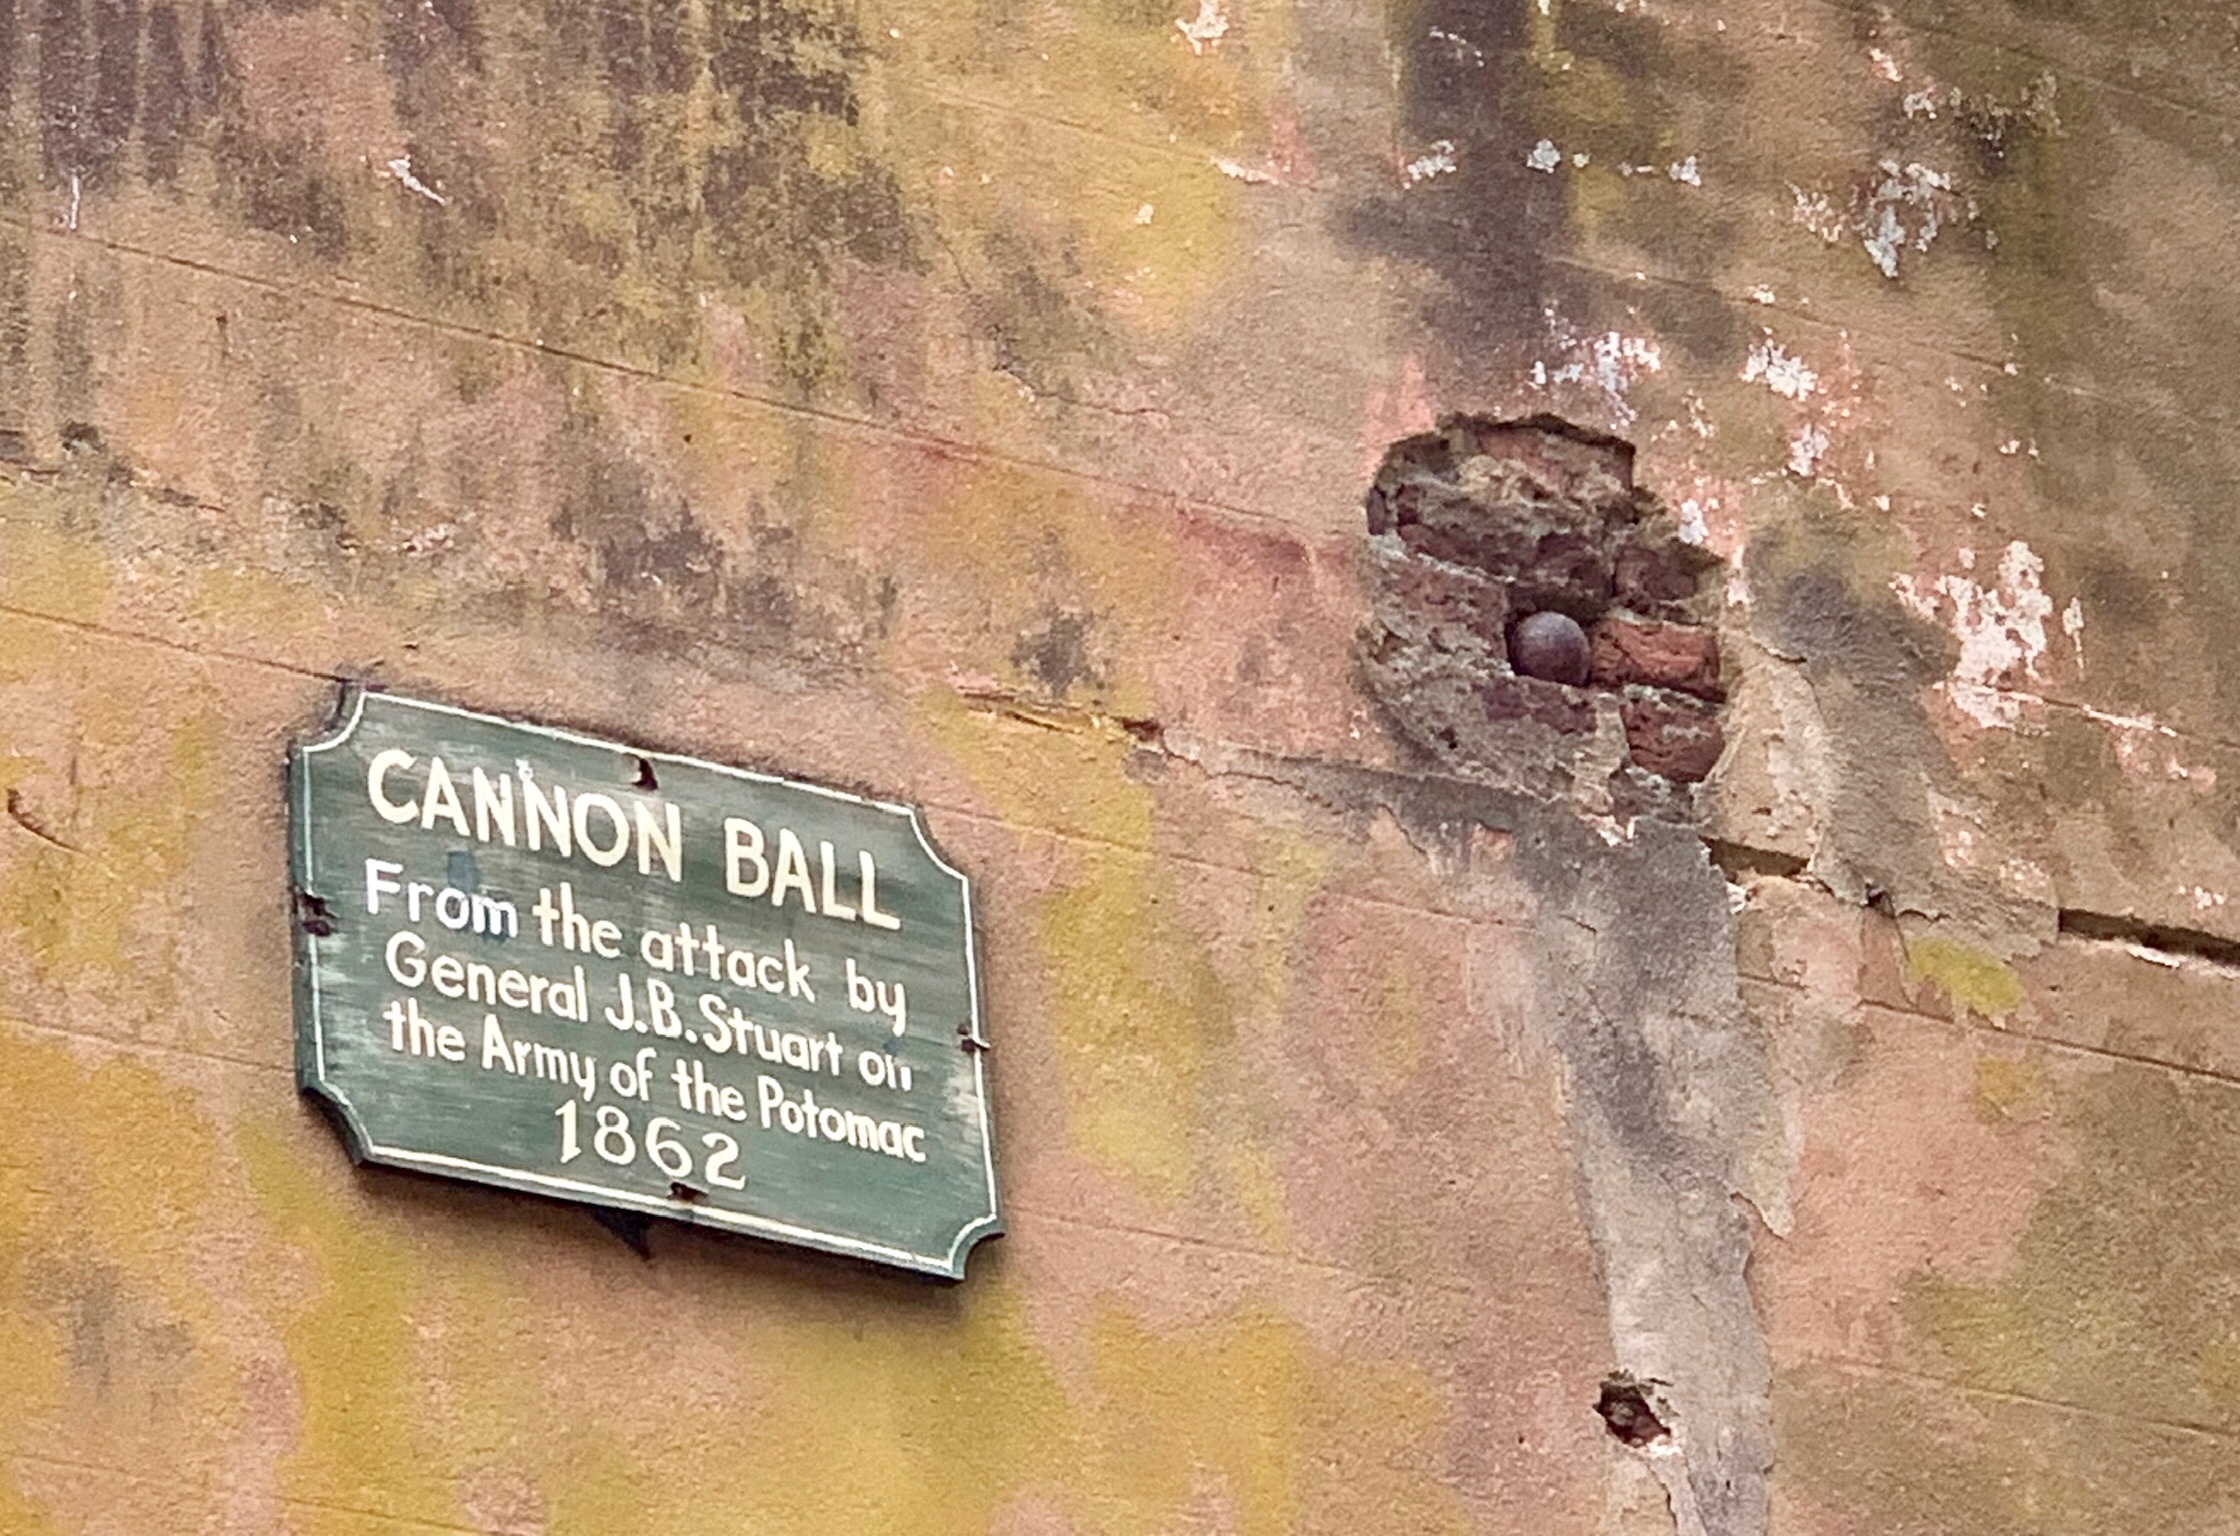 CANNON BALL
From the attack by
General J.B.Stuart on
the Army of the Potomac
1862